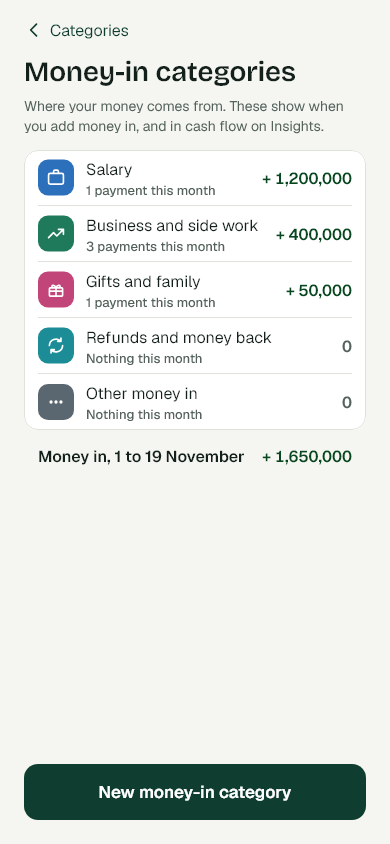 Categories
Money-in categories
Where your money comes from. These show when
you add money in, and in cash flow on Insights.
Salary
1 payment this month
+ 1,200,000
Business and side work
3 payments this month
+ 400,000
Gifts and family
1 payment this month
+ 50,000
Refunds and money back
Nothing this month
0
Other money in
Nothing this month
0
Money in, 1 to 19 November
+ 1,650,000
New money-in category